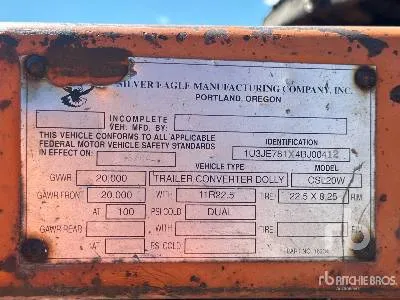 SILVER EAGLE MANUFACTURING COMPANY, INC.
PORTLAND, OREGON
INCOMPLETE
VEH. MFD. BY:
THIS VEHICLE CONFORMS TO ALL APPLICABLE
FEDERAL MOTOR VEHICLE SAFETY STANDARDS
IN EFFECT ON:
IDENTIFICATION
VEHICLE TYPE MODEL
GVWR 20,000 TRAILER CONVERTER DOLLY CSL20W
GAWR FRONT 20,000 WITH 11R22.5 TIRE 22.5 X 8.25 RIM
AT 100 PSI COLD DUAL
GAWR REAR WITH TIRE RIM
AT PSI COLD
PART NO.
RITCHIE BROS.